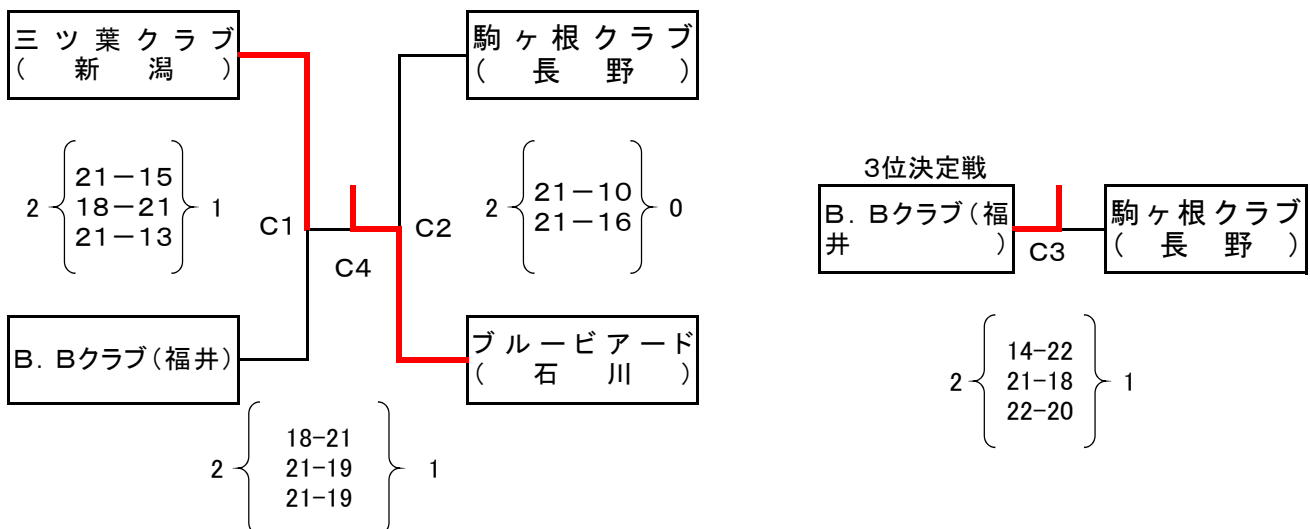 三ツ葉クラブ
(新潟)
駒ヶ根クラブ
(長野)
2 21－15 1
18－21
21－13
2 21－10 0
21－16
C1
C2
C4
B．Bクラブ(福井)
ブルービアード
(石川)
2 18-21 1
21-19
21-19
3位決定戦
B．Bクラブ(福
井)
駒ヶ根クラブ
(長野)
C3
2 14-22 1
21-18
22-20